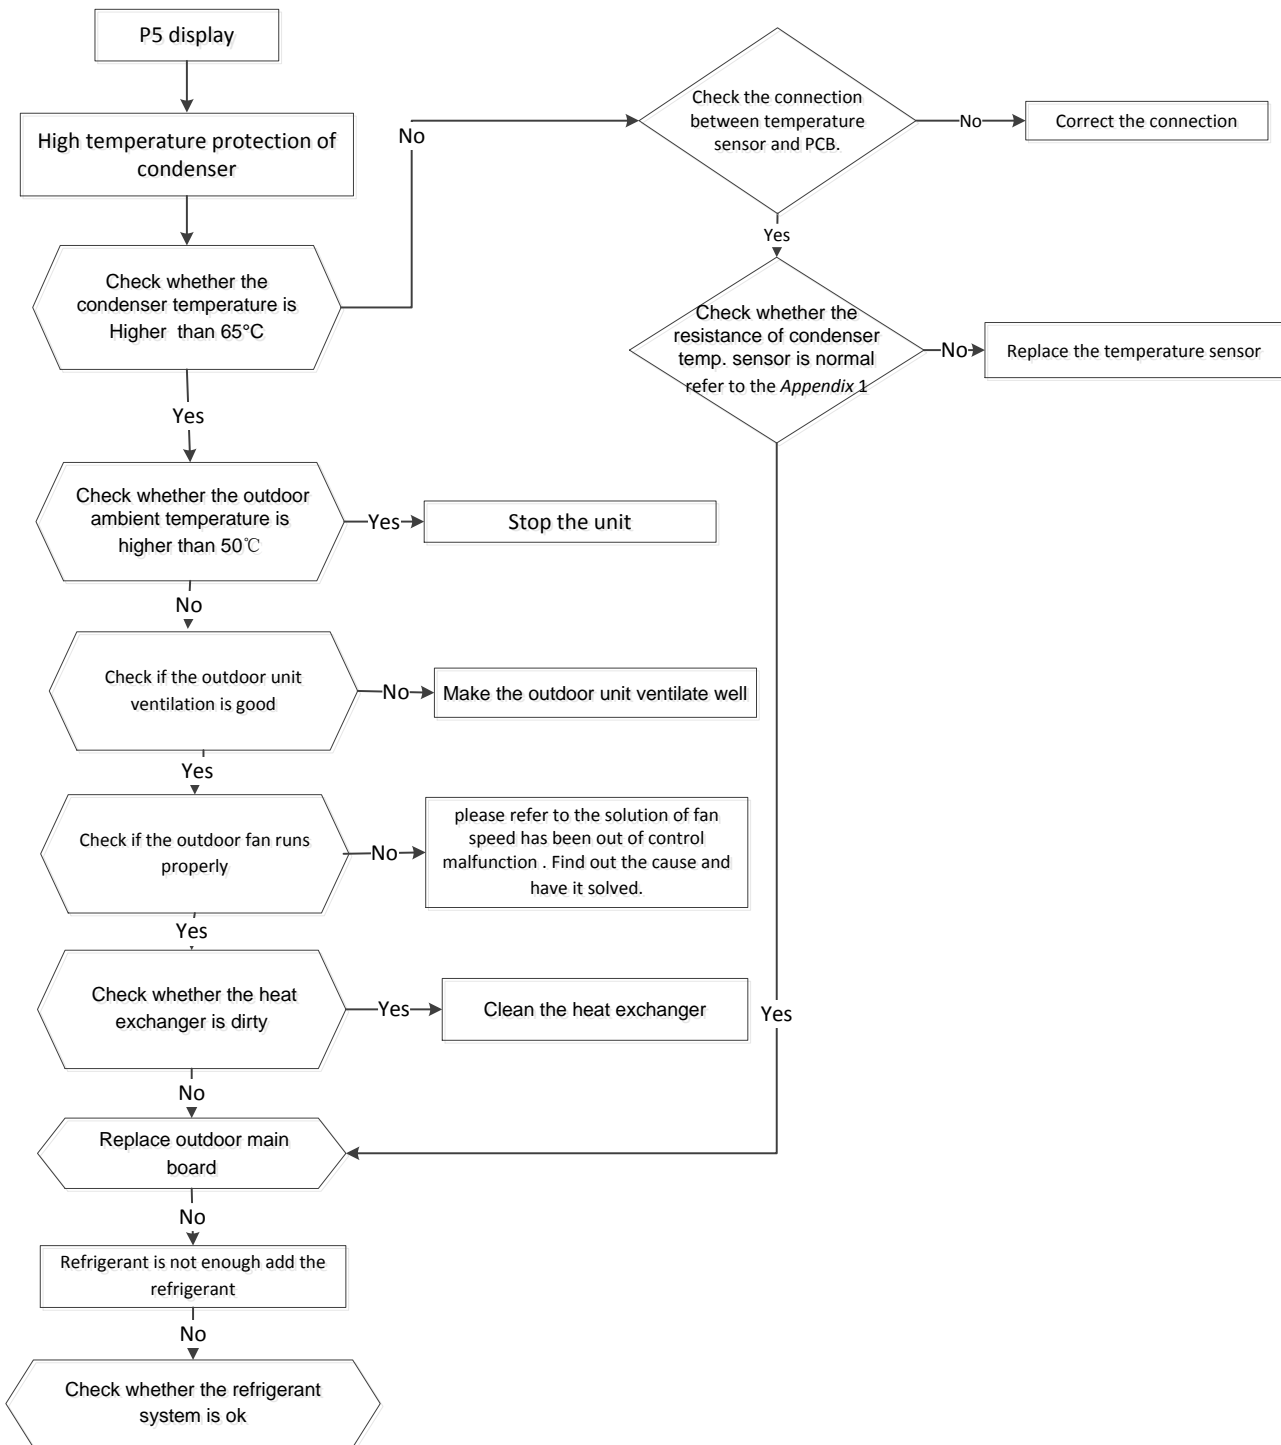 P5 display
High temperature protection of
condenser
Check whether the
condenser temperature is
Higher than 65°C
No
Check the connection
between temperature
sensor and PCB.
No
Correct the connection
Yes
Check whether the
resistance of condenser
temp. sensor is normal
refer to the Appendix 1
No
Replace the temperature sensor
Yes
Check whether the outdoor
ambient temperature is
higher than 50℃
Yes
Stop the unit
No
Check if the outdoor unit
ventilation is good
No
Make the outdoor unit ventilate well
Yes
Check if the outdoor fan runs
properly
No
please refer to the solution of fan
speed has been out of control
malfunction . Find out the cause and
have it solved.
Yes
Check whether the heat
exchanger is dirty
Yes
Clean the heat exchanger
Yes
No
Replace outdoor main
board
No
Refrigerant is not enough add the
refrigerant
No
Check whether the refrigerant
system is ok